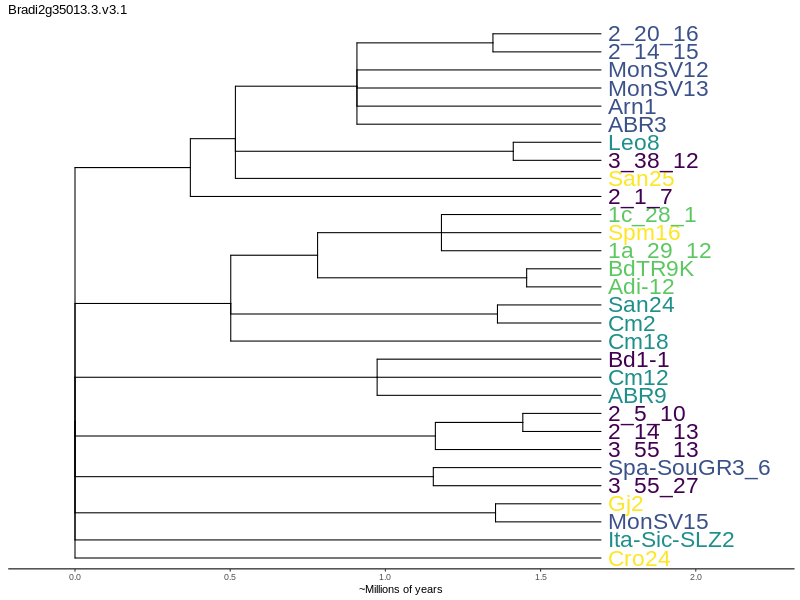 Bradi2g35013.3.v3.1
2_20_16
2_14_15
MonSV12
MonSV13
Arn1
ABR3
Leo8
3_38_12
San25
2_1_7
1c_28_1
Spm16
1a_29_12
BdTR9K
Adi-12
San24
Cm2
Cm18
Bd1-1
Cm12
ABR9
2_5_10
2_14_13
3_55_13
Spa-SouGR3_6
3_55_27
Gj2
MonSV15
Ita-Sic-SLZ2
Cro24
0.0 0.5 1.0 1.5 2.0
~Millions of years